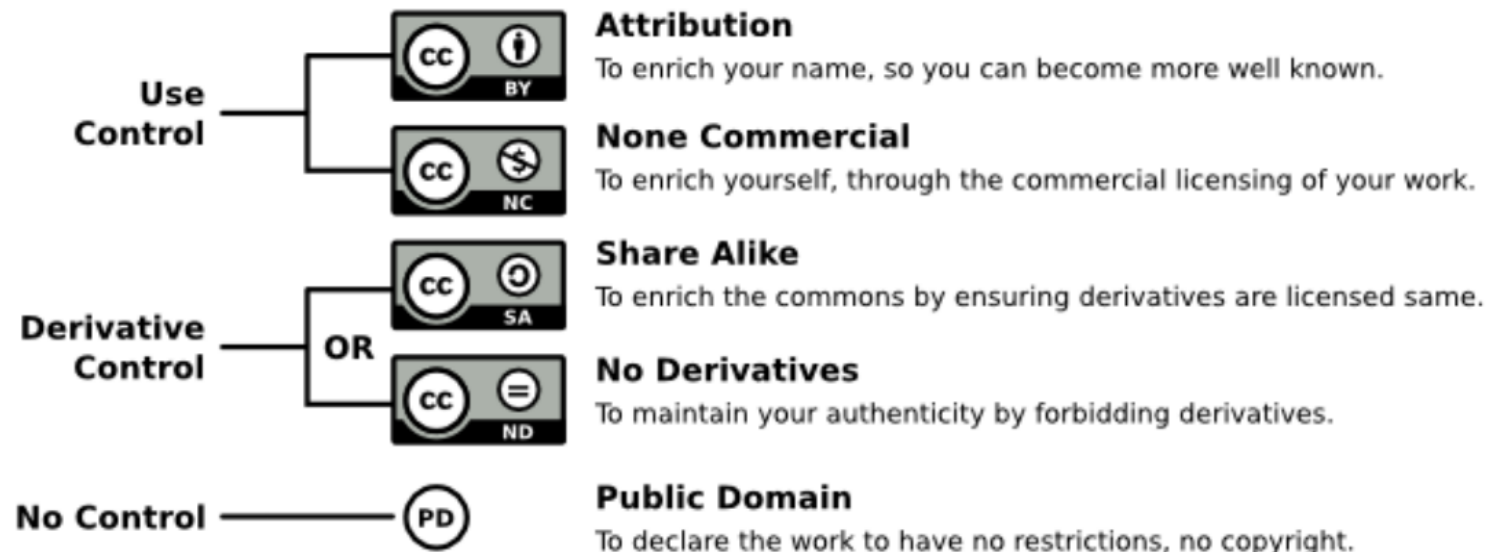 Use
Control
CC
BY
Attribution
To enrich your name, so you can become more well known.
CC
NC
None Commercial
To enrich yourself, through the commercial licensing of your work.
Derivative
Control
OR
CC
SA
Share Alike
To enrich the commons by ensuring derivatives are licensed same.
CC
ND
No Derivatives
To maintain your authenticity by forbidding derivatives.
No Control
PD
Public Domain
To declare the work to have no restrictions, no copyright.